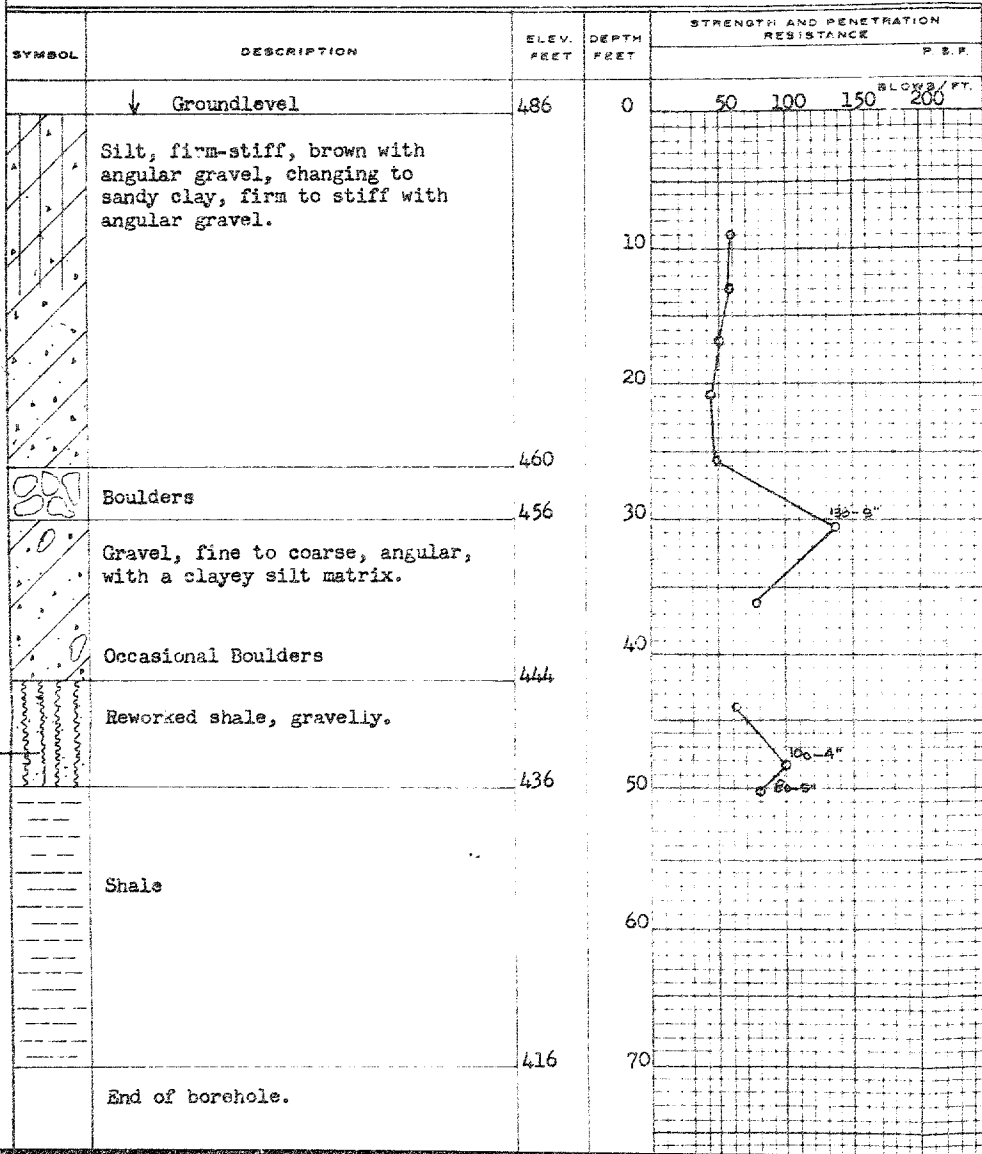 SYMBOL
DESCRIPTION
ELEV. FEET
DEPTH FEET
STRENGTH AND PENETRATION RESISTANCE
P. S. F.
BLOWS/FT.
50 100 150 200
Groundlevel
486
0
Silt, firm-stiff, brown with
angular gravel, changing to
sandy clay, firm to stiff with
angular gravel.
10
20
460
Boulders
456
30
Gravel, fine to coarse, angular,
with a clayey silt matrix.
40
Occasional Boulders
444
Reworked shale, gravelly.
100-4"
436
50
80-5"
Shale
60
416
70
End of borehole.